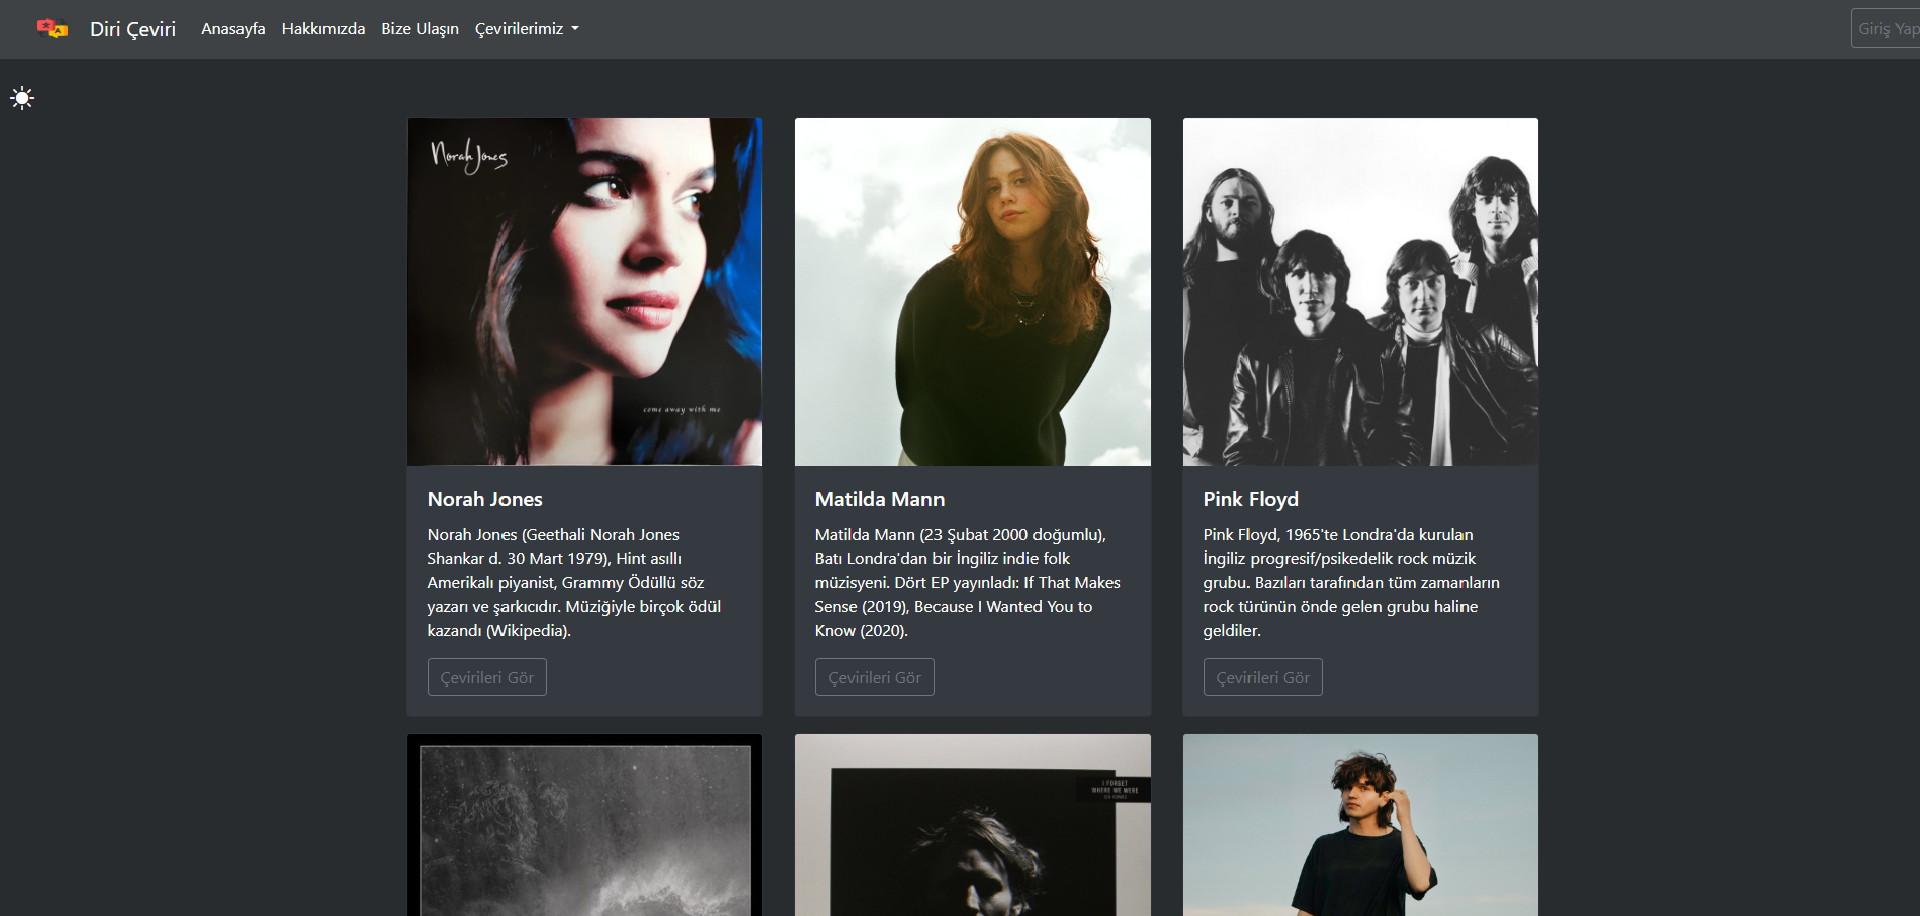 Diri Çeviri Anasayfa Hakkımızda Bize Ulaşın Çevirilerimiz
Giriş Yap
Norah Jones
come away with me
Norah Jones
Norah Jones (Geethali Norah Jones
Shankar d. 30 Mart 1979), Hint asıllı
Amerikalı piyanist, Grammy Ödüllü söz
yazarı ve şarkıcıdır. Müziğiyle birçok ödül
kazandı (Wikipedia).
Çevirileri Gör
Matilda Mann
Matilda Mann (23 Şubat 2000 doğumlu),
Batı Londra'dan bir İngiliz indie folk
müzisyeni. Dört EP yayınladı: If That Makes
Sense (2019), Because I Wanted You to
Know (2020).
Çevirileri Gör
Pink Floyd
Pink Floyd, 1965'te Londra'da kurulan
İngiliz progresif/psikedelik rock müzik
grubu. Bazıları tarafından tüm zamanların
rock türünün önde gelen grubu haline
geldiler.
Çevirileri Gör
I FORGET
WHERE WE WERE
BEN HOWARD